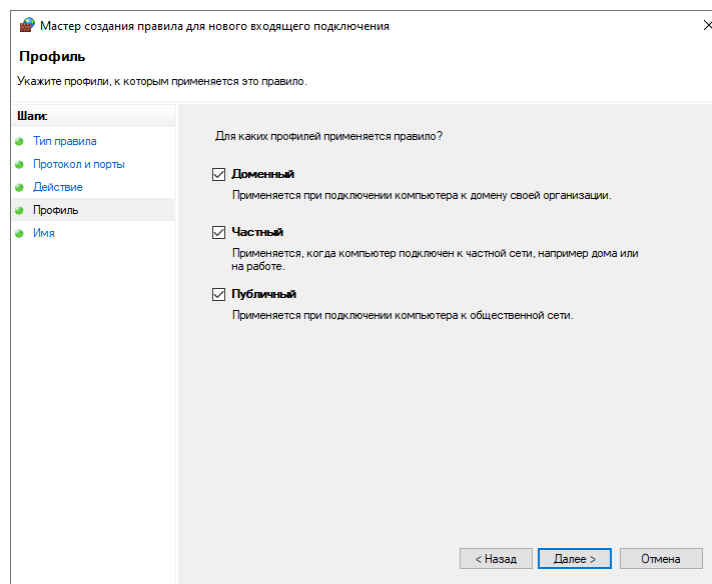 Мастер создания правила для нового входящего подключения
Профиль
Укажите профили, к которым применяется это правило.
Шаги:
Тип правила
Протокол и порты
Действие
Профиль
Имя
Для каких профилей применяется правило?
Доменный
Применяется при подключении компьютера к домену своей организации.
Частный
Применяется, когда компьютер подключен к частной сети, например дома или
на работе.
Публичный
Применяется при подключении компьютера к общественной сети.
< Назад
Далее >
Отмена